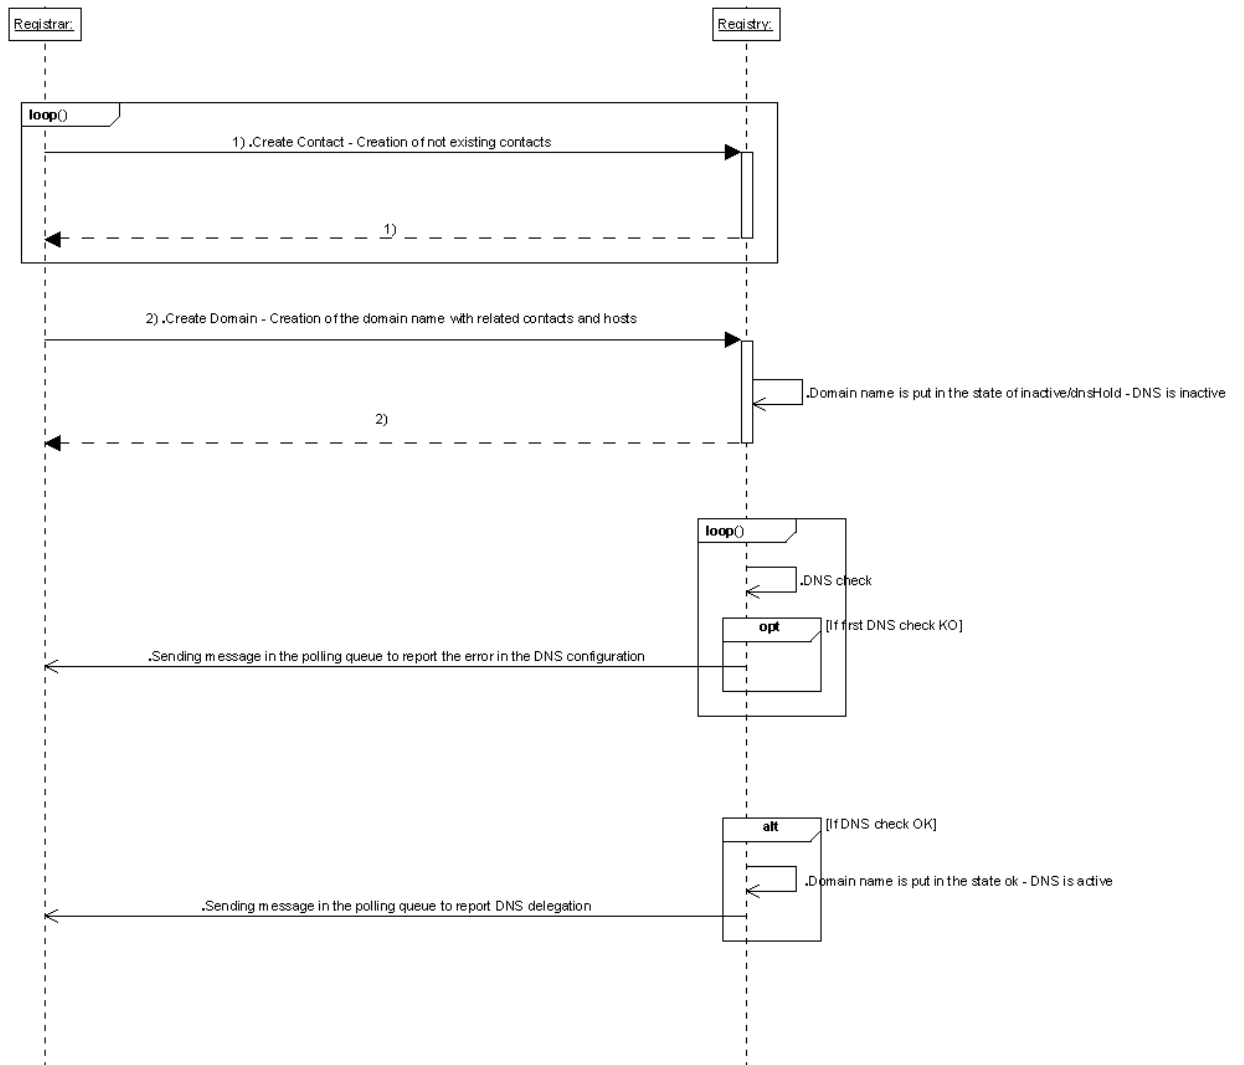 Registrar:
Registry:
loop()
1) .Create Contact - Creation of not existing contacts
1)
2) .Create Domain - Creation of the domain name with related contacts and hosts
.Domain name is put in the state of inactive/dnsHold - DNS is inactive
2)
loop()
.DNS check
opt
[If first DNS check KO]
.Sending message in the polling queue to report the error in the DNS configuration
alt
[If DNS check OK]
.Domain name is put in the state ok - DNS is active
.Sending message in the polling queue to report DNS delegation